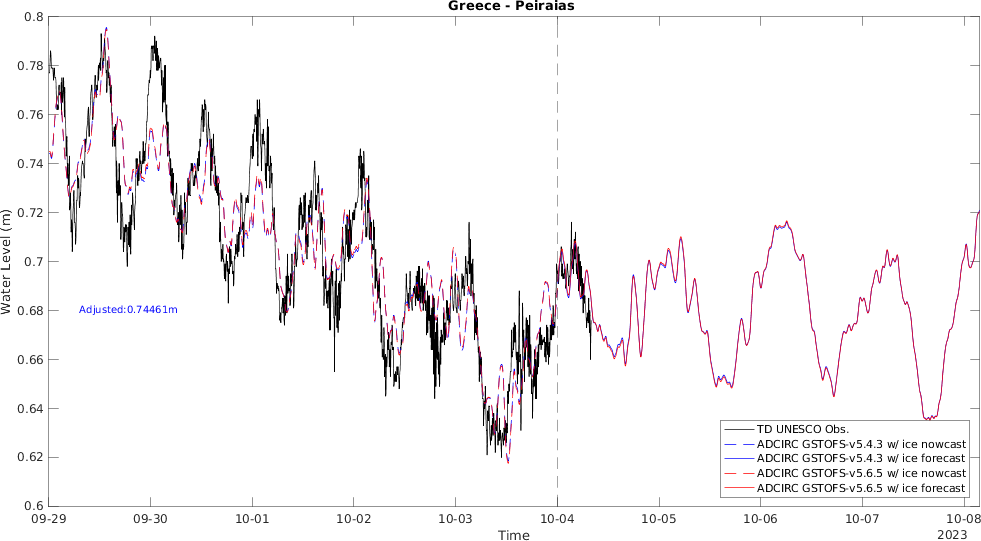 Greece - Peiraias
0.8
0.78
0.76
0.74
0.72
0.7
0.68
0.66
0.64
0.62
0.6
Water Level (m)
Adjusted:0.74461m
TD UNESCO Obs.
ADCIRC GSTOFS-v5.4.3 w/ ice nowcast
ADCIRC GSTOFS-v5.4.3 w/ ice forecast
ADCIRC GSTOFS-v5.6.5 w/ ice nowcast
ADCIRC GSTOFS-v5.6.5 w/ ice forecast
09-29 09-30 10-01 10-02 10-03 10-04 10-05 10-06 10-07 10-08
Time
2023